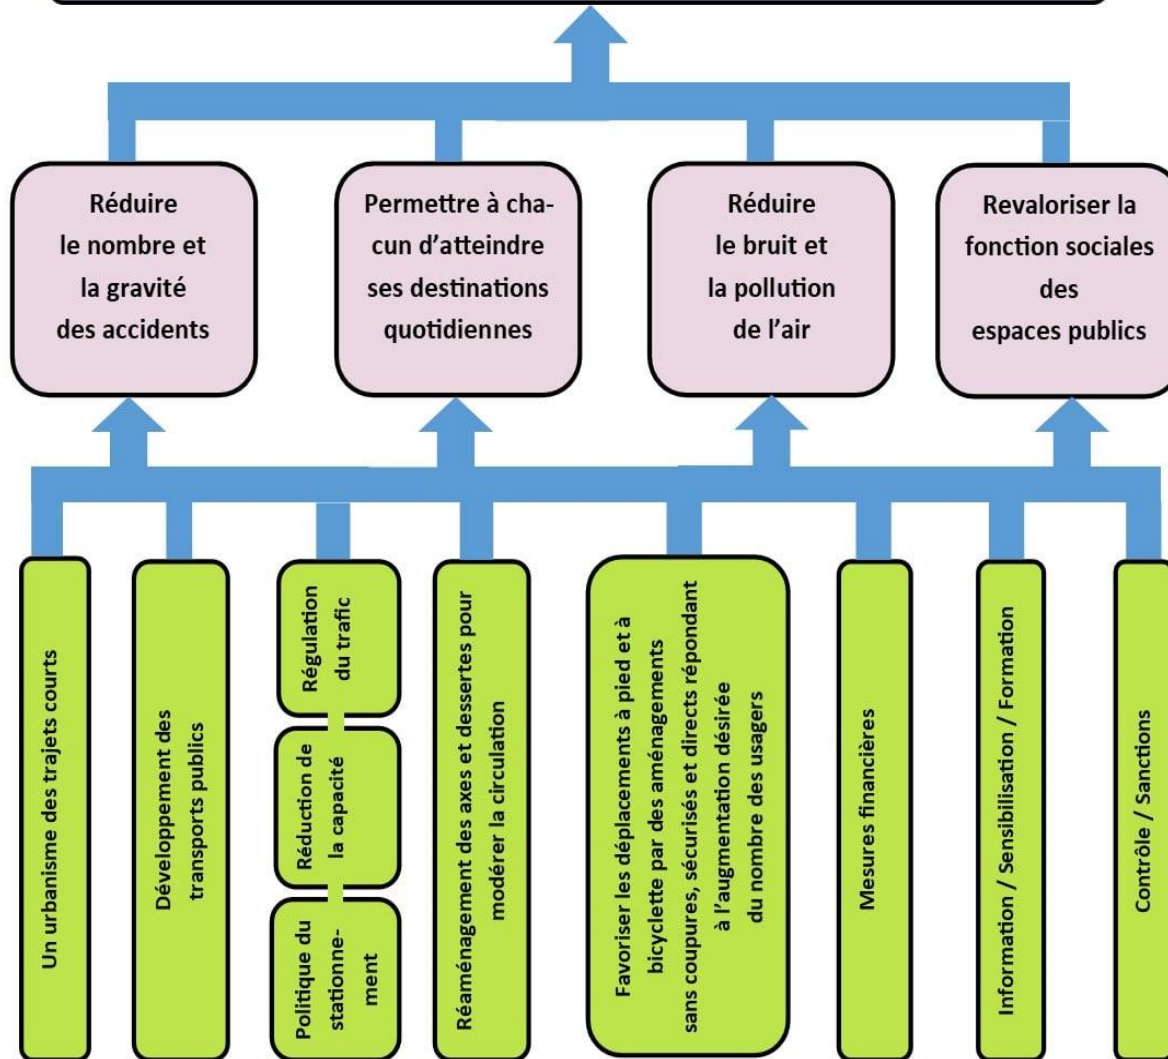 Réduire
le nombre et
la gravité
des accidents
Permettre à cha-
cun d'atteindre
ses destinations
quotidiennes
Réduire
le bruit et
la pollution
de l'air
Revaloriser la
fonction sociales
des
espaces publics
Un urbanisme des trajets courts
Développement des
transports publics
Régulation
du trafic
Réduction de
la capacité
Politique du
stationne-
ment
Réaménagement des axes et dessertes pour
modérer la circulation
Favoriser les déplacements à pied et à
bicyclette par des aménagements
sans coupures, sécurisés et directs répondant
à l'augmentation désirée
du nombre des usagers
Mesures financières
Information / Sensibilisation / Formation
Contrôle / Sanctions